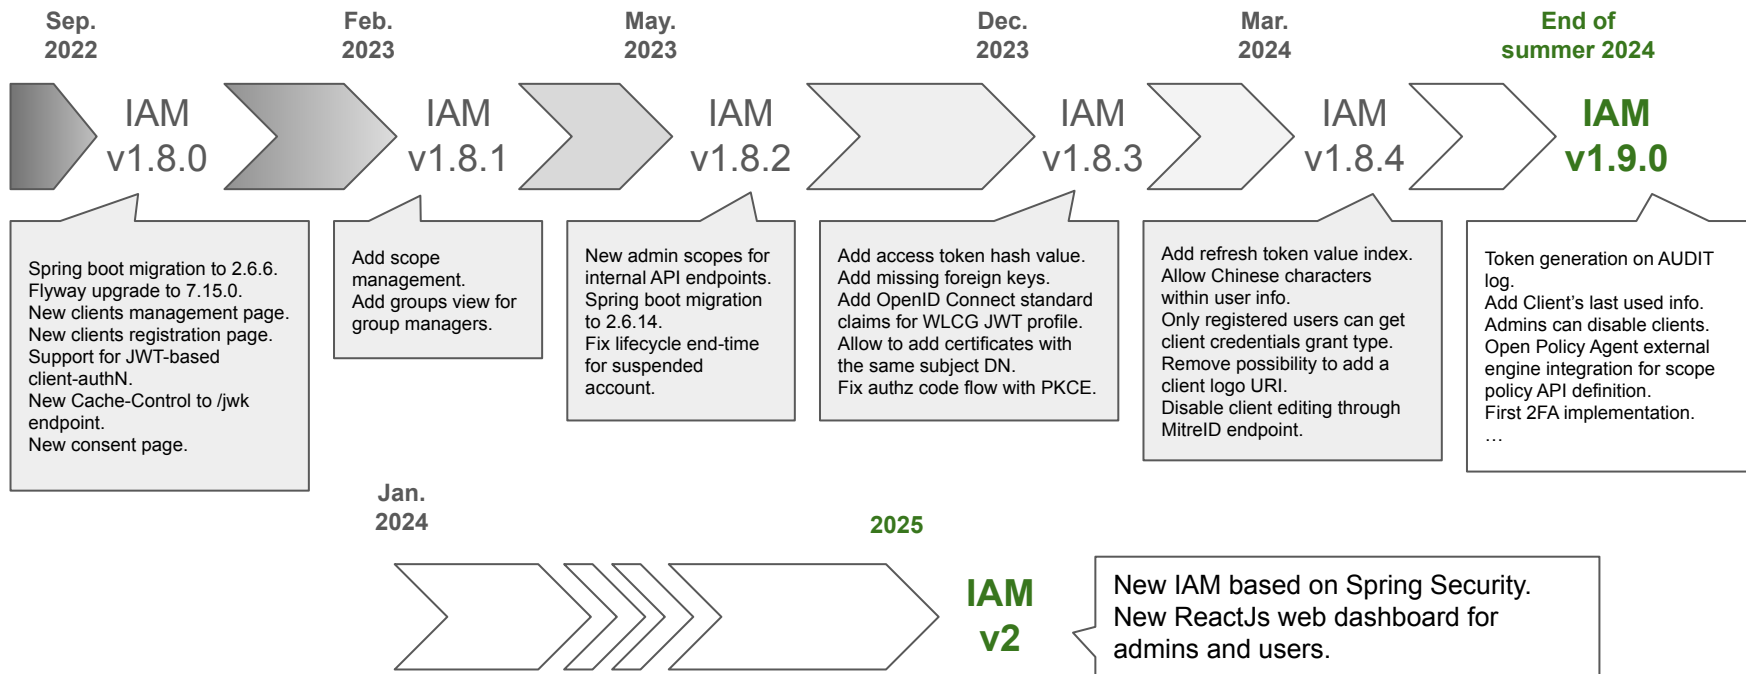 Sep.
2022
Feb.
2023
May.
2023
Dec.
2023
Mar.
2024
End of
summer 2024
IAM
v1.8.0
IAM
v1.8.1
IAM
v1.8.2
IAM
v1.8.3
IAM
v1.8.4
IAM
v1.9.0
Spring boot migration to 2.6.6.
Flyway upgrade to 7.15.0.
New clients management page.
New clients registration page.
Support for JWT-based
client-authN.
New Cache-Control to /jwk
endpoint.
New consent page.
Add scope
management.
Add groups view for
group managers.
New admin scopes for
internal API endpoints.
Spring boot migration
to 2.6.14.
Fix lifecycle end-time
for suspended
account.
Add access token hash value.
Add missing foreign keys.
Add OpenID Connect standard
claims for WLCG JWT profile.
Allow to add certificates with
the same subject DN.
Fix authz code flow with PKCE.
Add refresh token value index.
Allow Chinese characters
within user info.
Only registered users can get
client credentials grant type.
Remove possibility to add a
client logo URI.
Disable client editing through
MitreID endpoint.
Token generation on AUDIT
log.
Add Client’s last used info.
Admins can disable clients.
Open Policy Agent external
engine integration for scope
policy API definition.
First 2FA implementation.
…
Jan.
2024
2025
IAM
v2
New IAM based on Spring Security.
New ReactJs web dashboard for
admins and users.